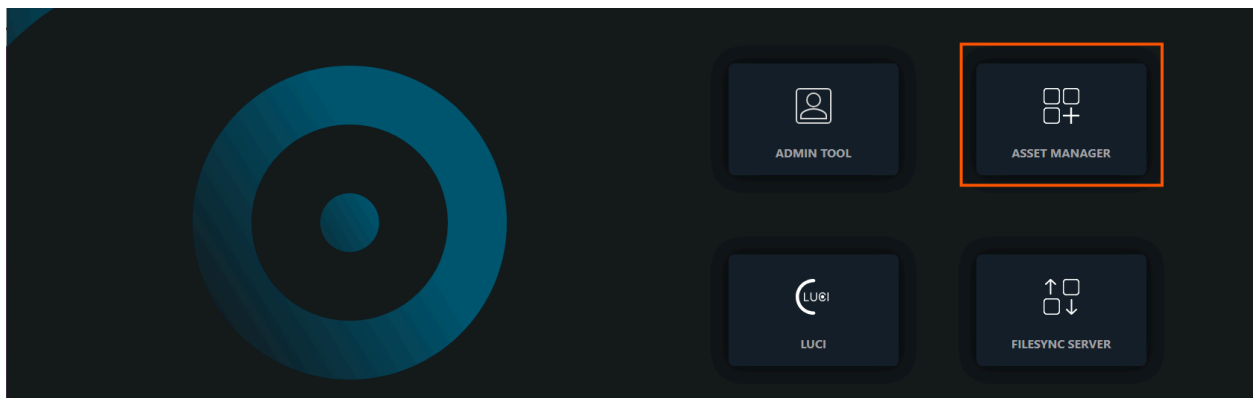 ADMIN TOOL
ASSET MANAGER
LUCI
LUCI
FILESYNC SERVER